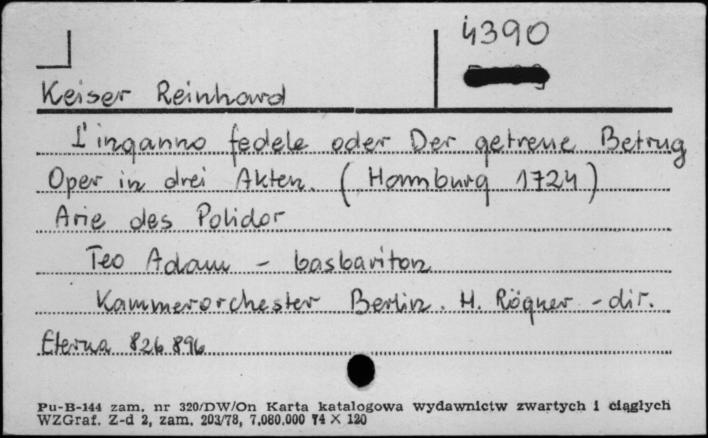 4390
Keiser Reinhard
L'inganno fedele oder Der getreue Betrug
Oper in drei Akten. (Hamburg 1724)
Arie des Polidor
Teo Adam - basbariton
Kammerorchester Berlin. H. Rögner - dir.
Eterna 826 896
Pu-B-144 zam. nr 320/DW/On Karta katalogowa wydawnictw zwartych i ciągłych
WZGraf. Z-d 2, zam. 203/78, 7.080.000 74 X 120